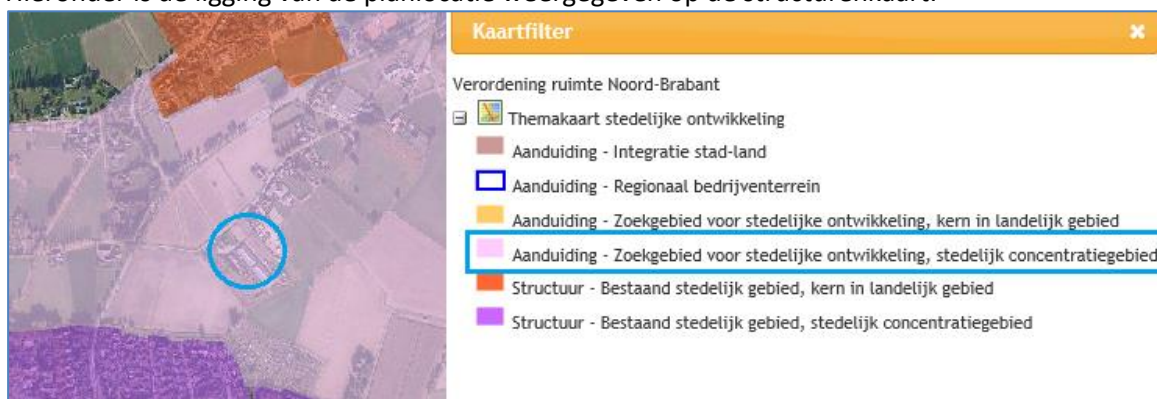 Hieronder is de ligging van de planlocatie weergegeven op de structurenkaart.
Kaartfilter
Verordening ruimte Noord-Brabant
Themakaart stedelijke ontwikkeling
Aanduiding - Integratie stad-land
Aanduiding - Regionaal bedrijventerrein
Aanduiding - Zoekgebied voor stedelijke ontwikkeling, kern in landelijk gebied
Aanduiding - Zoekgebied voor stedelijke ontwikkeling, stedelijk concentratiegebied
Structuur - Bestaand stedelijk gebied, kern in landelijk gebied
Structuur - Bestaand stedelijk gebied, stedelijk concentratiegebied